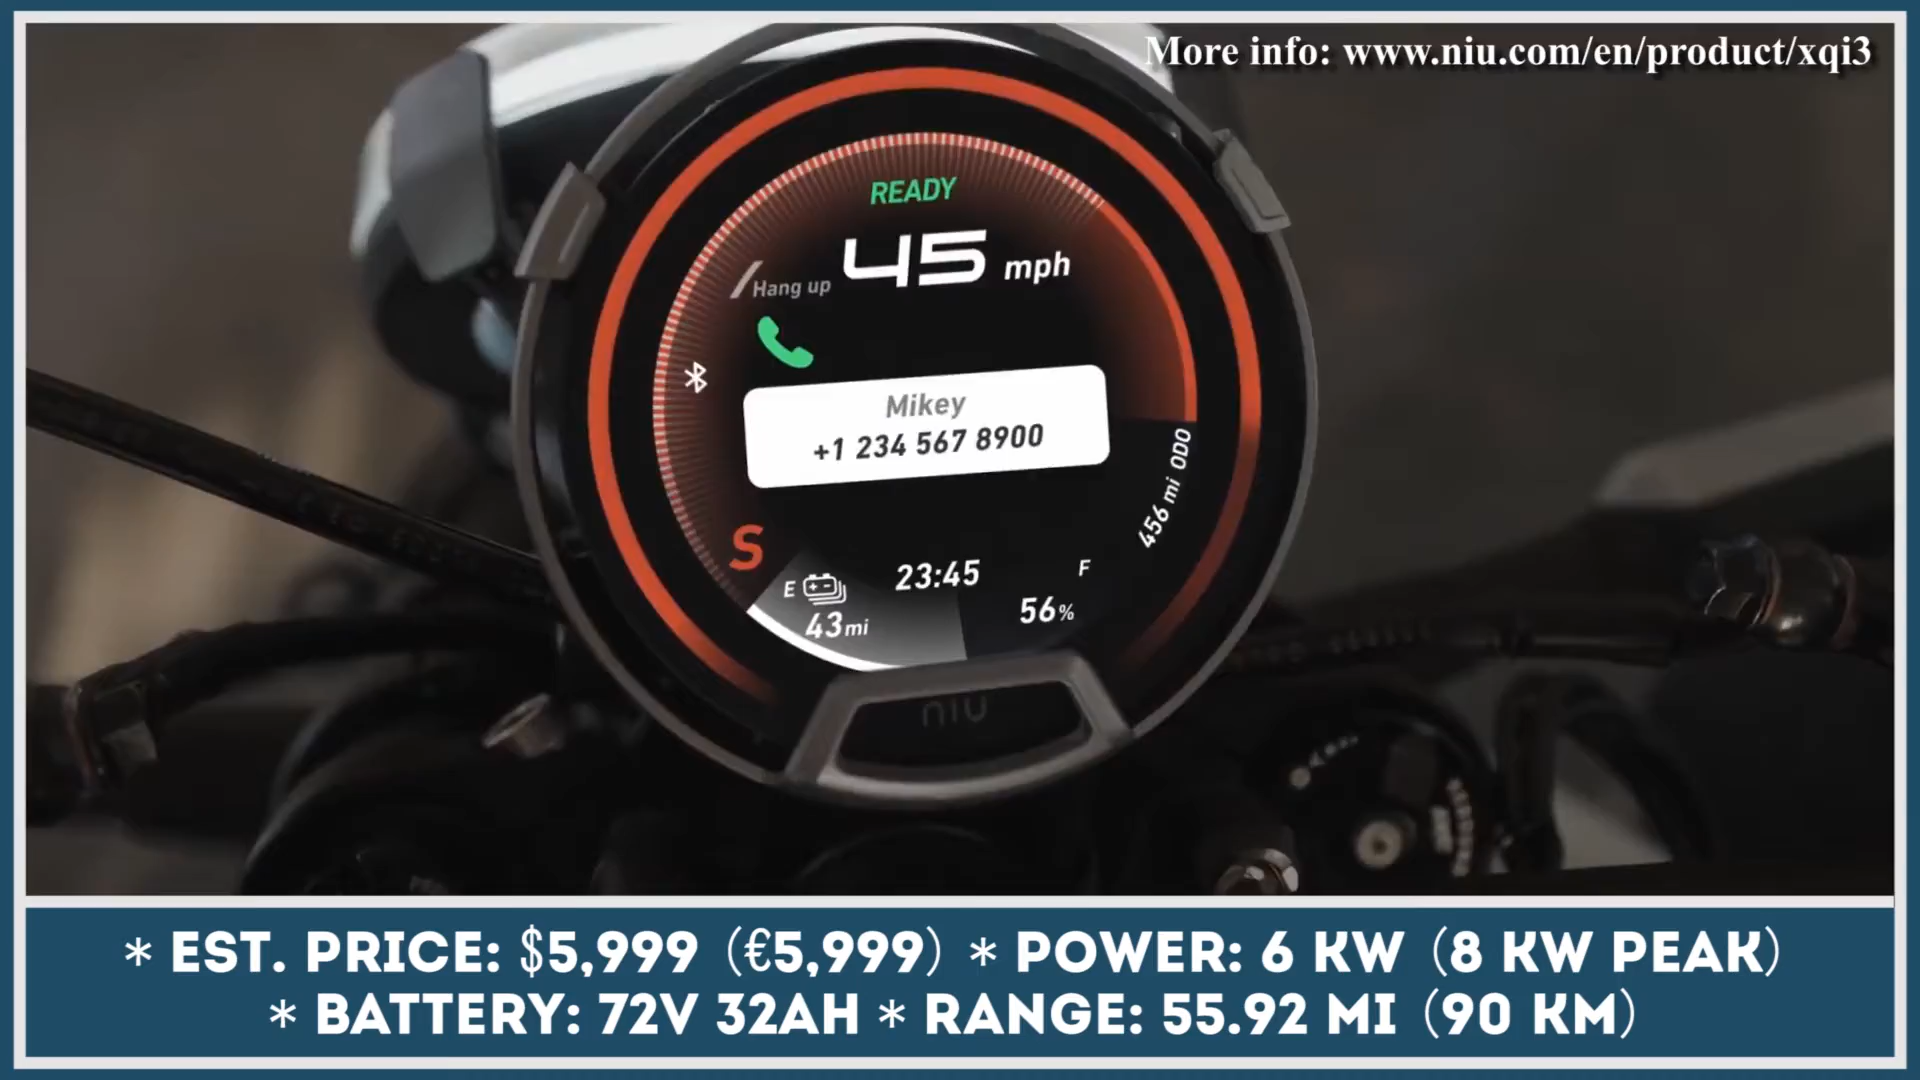 More info: www.niu.com/en/product/xqi3
READY
45 mph
Hang up
Mikey
+1 234 567 8900
456 mi ODO
S
23:45
E
F
43mi
56%
niu
* EST. PRICE: $5,999 (€5,999) * POWER: 6 KW (8 KW PEAK)
* BATTERY: 72V 32AH * RANGE: 55.92 MI (90 KM)